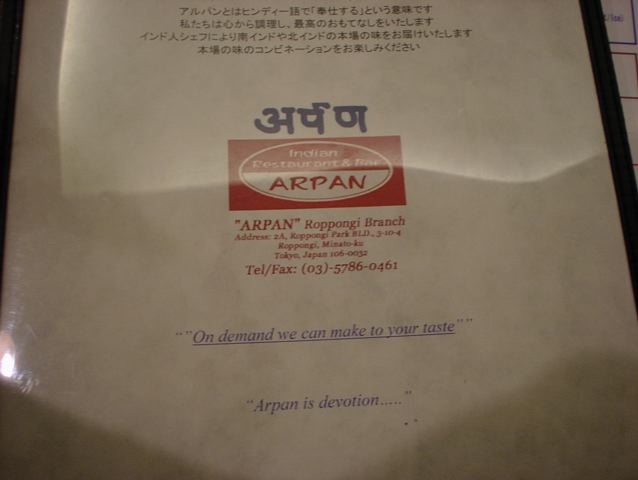 アルパンとはヒンディー語で「奉仕する」という意味です
私たちは心から調理し、最高のおもてなしをいたします
インド人シェフにより南インドや北インドの本場の味をお届けいたします
本場の味のコンビネーションをお楽しみください
अर्पण
Indian
Restaurant & Bar
ARPAN
"ARPAN" Roppongi Branch
Address: 2A, Roppongi Park BLD., 3-10-4
Roppongi, Minato-ku
Tokyo, Japan 106-0032
Tel/Fax: (03)-5786-0461
“”On demand we can make to your taste””
“Arpan is devotion.....”